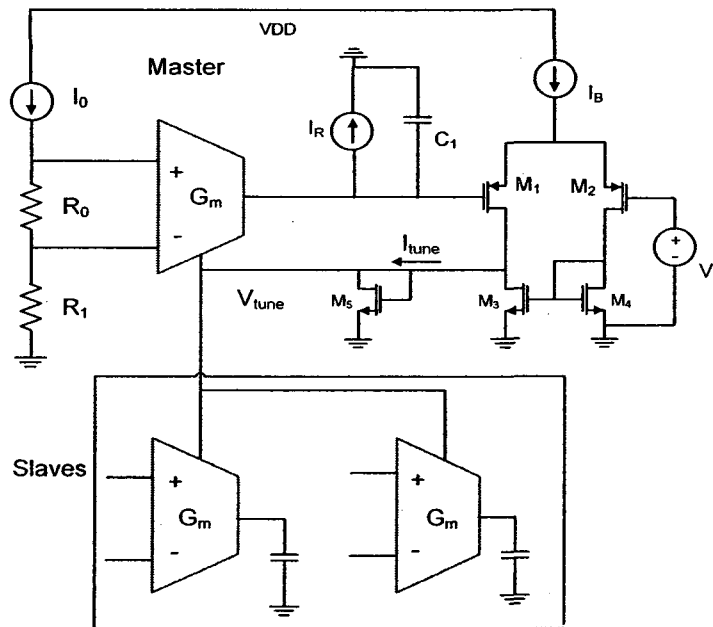 VDD
Master
I0
IB
IR
C1
+
Gm
-
R0
R1
M1
M2
+
-
V
Itune
Vtune
M5
M3
M4
Slaves
+
Gm
-
+
Gm
-